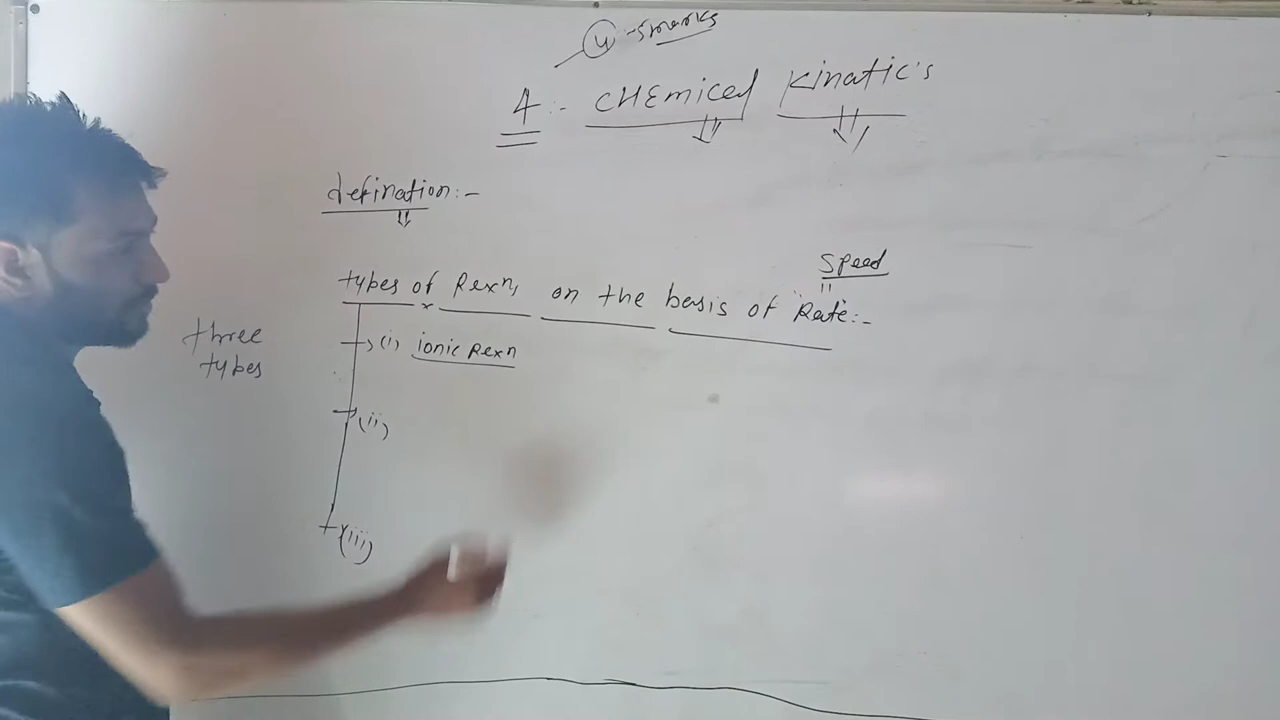 4 -5marks
4:- CHEmical Kinatic's
defination:-
Speed
types of Rexn, on the basis of Rate:-
three
types
(i) ionic Rexn
(ii)
(iii)